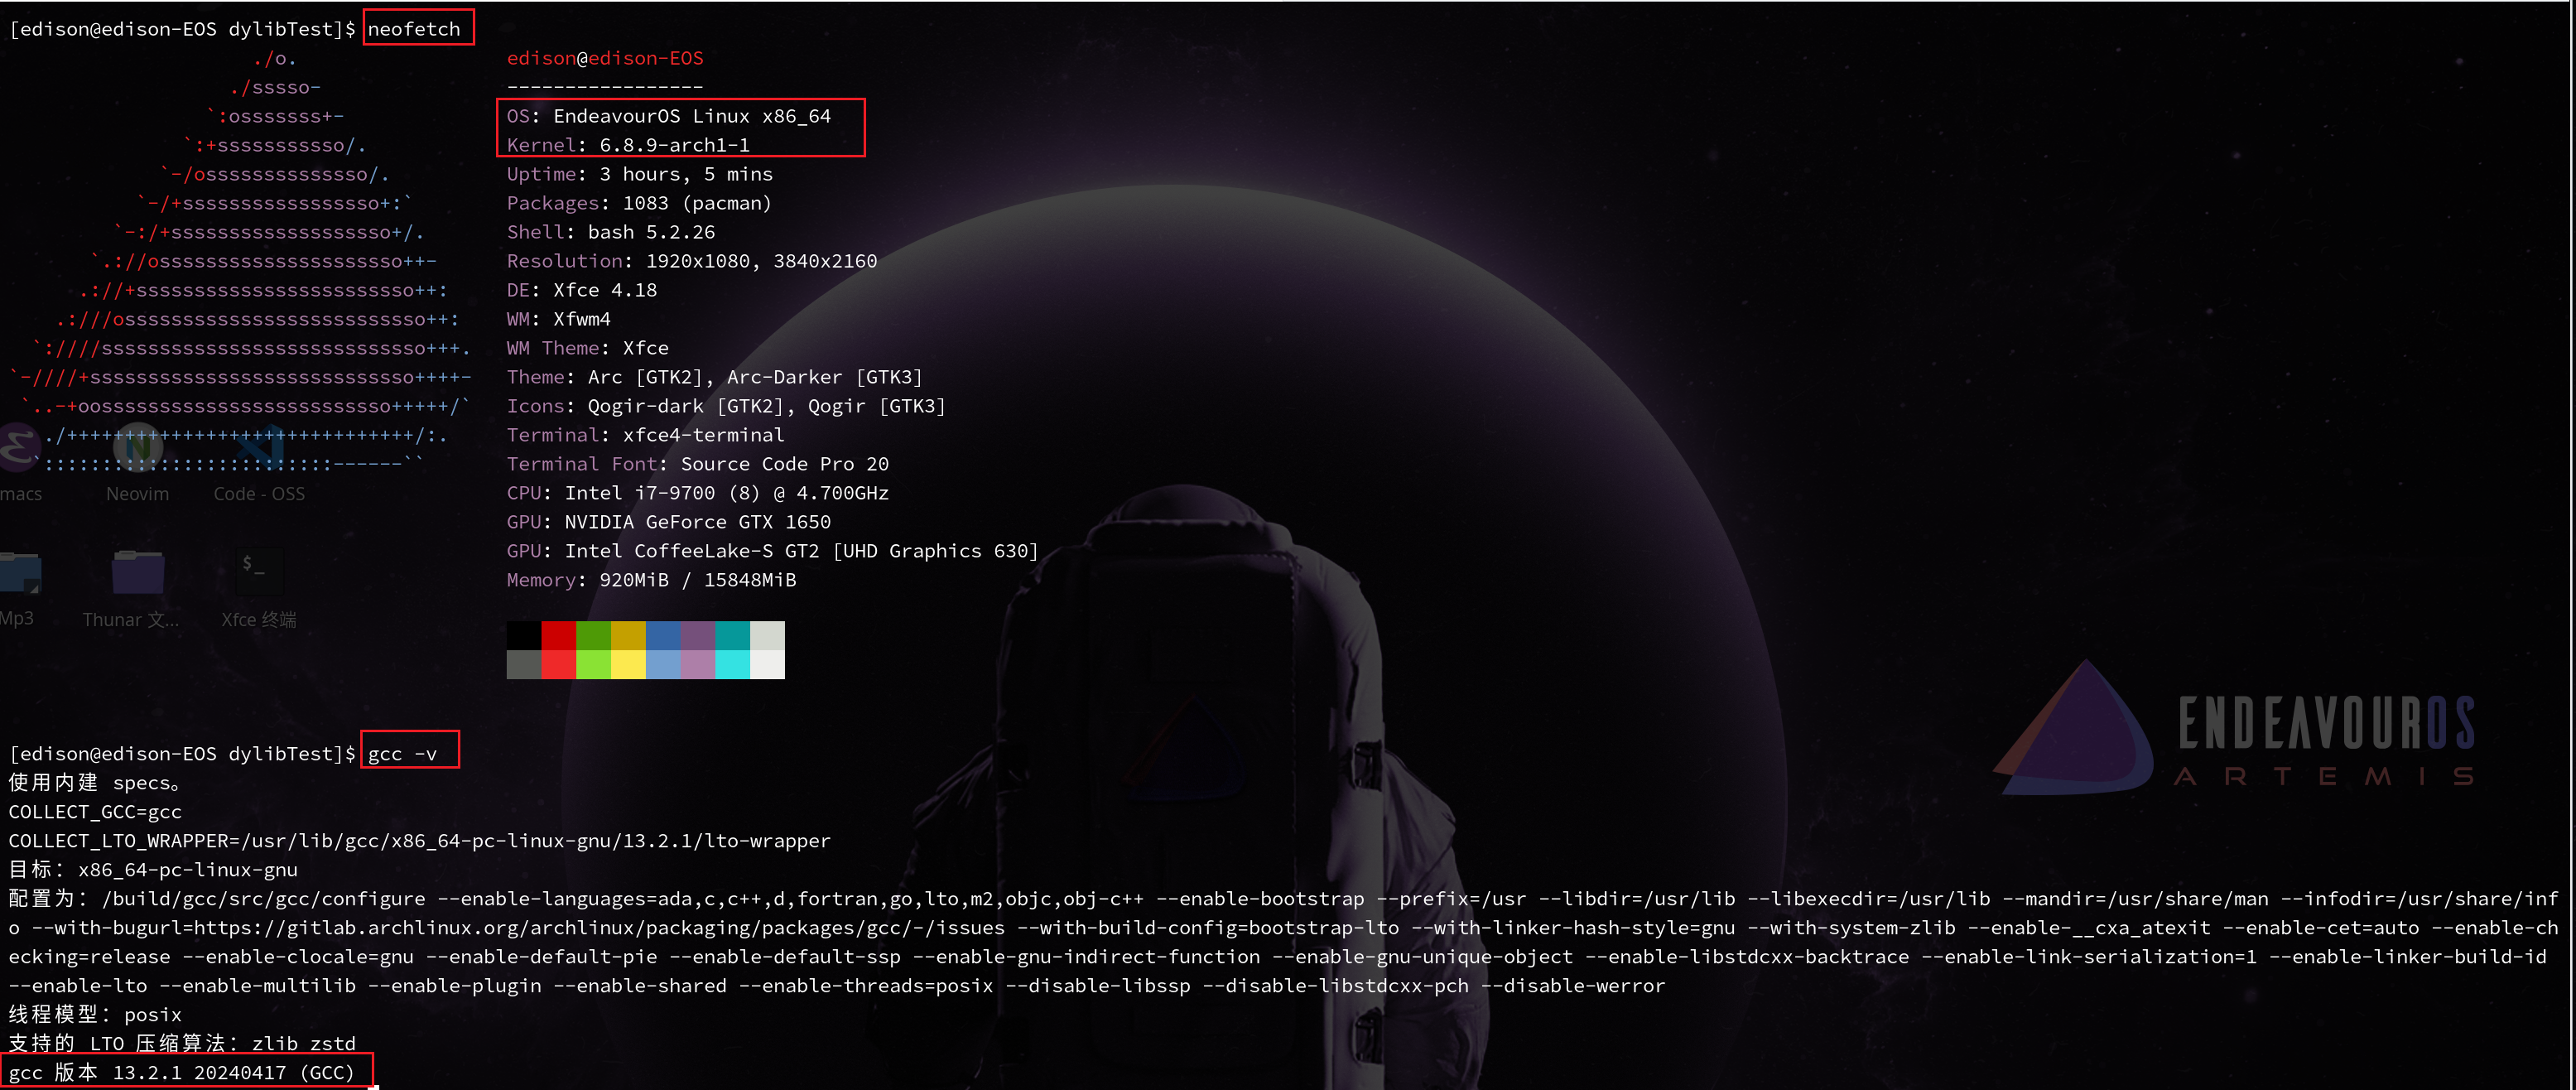 [edison@edison-EOS dylibTest]$ neofetch
./o.
./sssso-
`:osssssss+-
`:+sssssssssso/.
`-/ossssssssssssso/.
`-/+sssssssssssssssso+:`
`-:/+sssssssssssssssssso+/.
`.://osssssssssssssssssssso++-
.://+ssssssssssssssssssssssso++:
.:///ossssssssssssssssssssssssso++:
`:////ssssssssssssssssssssssssssso+++.
`-////+ssssssssssssssssssssssssssso++++-
`..-+oosssssssssssssssssssssssso+++++/`
./++++++++++++++++++++++++++++++/:.
`:::::::::::::::::::::::::------``
edison@edison-EOS
-----------------
OS: EndeavourOS Linux x86_64
Kernel: 6.8.9-arch1-1
Uptime: 3 hours, 5 mins
Packages: 1083 (pacman)
Shell: bash 5.2.26
Resolution: 1920x1080, 3840x2160
DE: Xfce 4.18
WM: Xfwm4
WM Theme: Xfce
Theme: Arc [GTK2], Arc-Darker [GTK3]
Icons: Qogir-dark [GTK2], Qogir [GTK3]
Terminal: xfce4-terminal
Terminal Font: Source Code Pro 20
CPU: Intel i7-9700 (8) @ 4.700GHz
GPU: NVIDIA GeForce GTX 1650
GPU: Intel CoffeeLake-S GT2 [UHD Graphics 630]
Memory: 920MiB / 15848MiB
macs Neovim Code - OSS
$_
Mp3 Thunar 文... Xfce 终端
ENDEAVOUROS
ARTEMIS
[edison@edison-EOS dylibTest]$ gcc -v
使用内建 specs。
COLLECT_GCC=gcc
COLLECT_LTO_WRAPPER=/usr/lib/gcc/x86_64-pc-linux-gnu/13.2.1/lto-wrapper
目标：x86_64-pc-linux-gnu
配置为：/build/gcc/src/gcc/configure --enable-languages=ada,c,c++,d,fortran,go,lto,m2,objc,obj-c++ --enable-bootstrap --prefix=/usr --libdir=/usr/lib --libexecdir=/usr/lib --mandir=/usr/share/man --infodir=/usr/share/inf
o --with-bugurl=https://gitlab.archlinux.org/archlinux/packaging/packages/gcc/-/issues --with-build-config=bootstrap-lto --with-linker-hash-style=gnu --with-system-zlib --enable-__cxa_atexit --enable-cet=auto --enable-ch
ecking=release --enable-clocale=gnu --enable-default-pie --enable-default-ssp --enable-gnu-indirect-function --enable-gnu-unique-object --enable-libstdcxx-backtrace --enable-link-serialization=1 --enable-linker-build-id
--enable-lto --enable-multilib --enable-plugin --enable-shared --enable-threads=posix --disable-libssp --disable-libstdcxx-pch --disable-werror
线程模型：posix
支持的 LTO 压缩算法：zlib zstd
gcc 版本 13.2.1 20240417 (GCC)